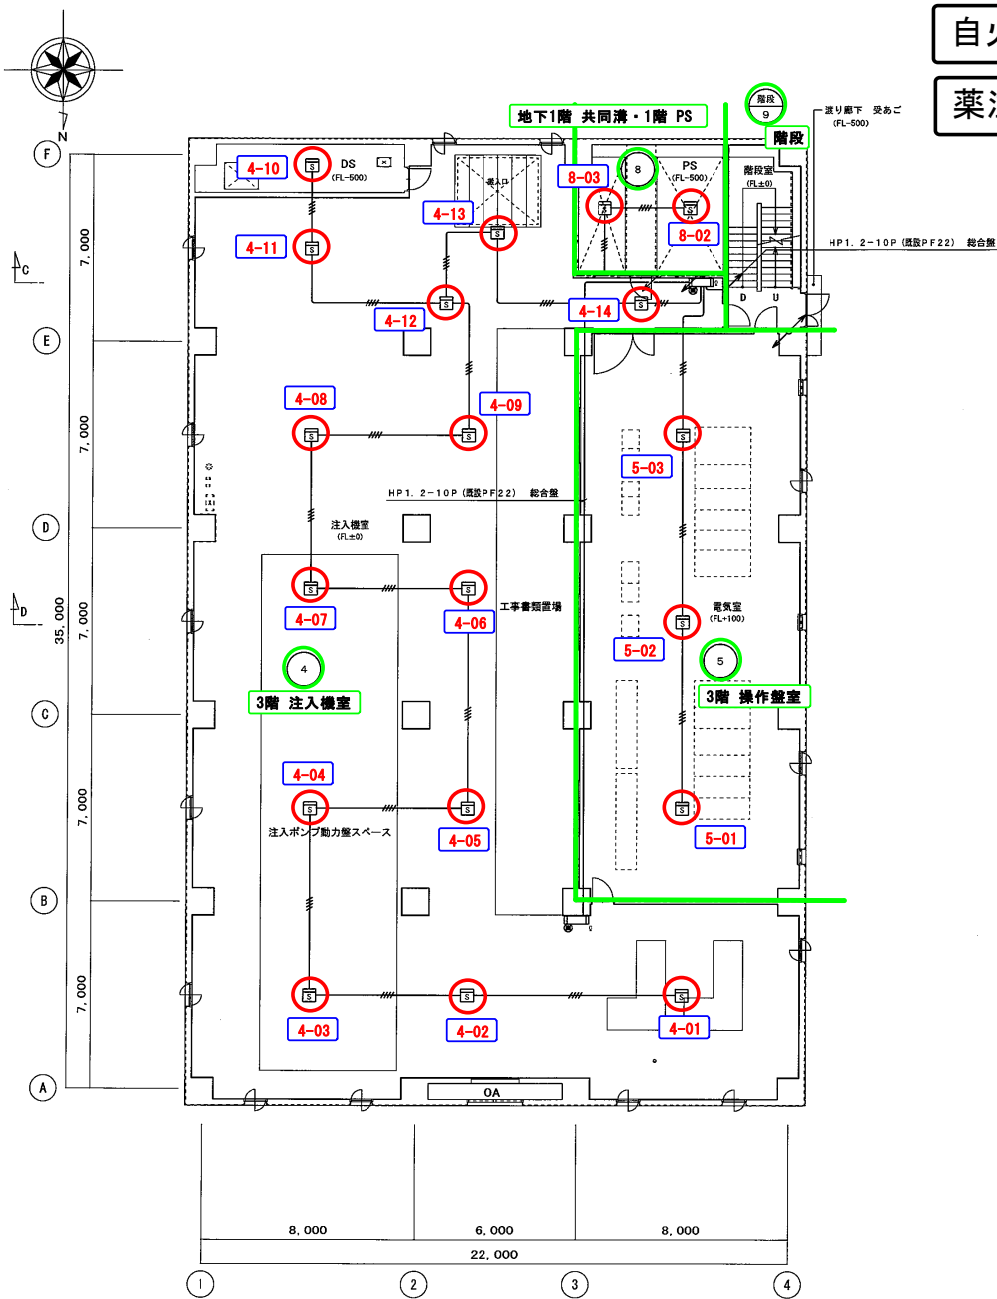 自火
薬注
N
地下1階 共同溝・1階 PS
階段
9
階段
渡り廊下 受あご
(FL-500)
F
4-10
DS
(FL-500)
8-03
8
PS
(FL-500)
階段室
(FL±0)
搬入口
4-13
8-02
4-11
HP1. 2-10P (既設PF22) 総合盤
C
7,000
4-12
4-14
D
U
E
4-08
4-09
7,000
5-03
HP1. 2-10P (既設PF22) 総合盤
D
注入機室
(FL±0)
D
4-07
4-06
工事書類置場
電気室
(FL+100)
35,000
7,000
5-02
4
5
3階 注入機室
3階 操作盤室
C
4-04
7,000
注入ポンプ動力盤スペース
4-05
5-01
B
7,000
4-03
4-02
4-01
A
OA
8,000
6,000
8,000
22,000
1
2
3
4